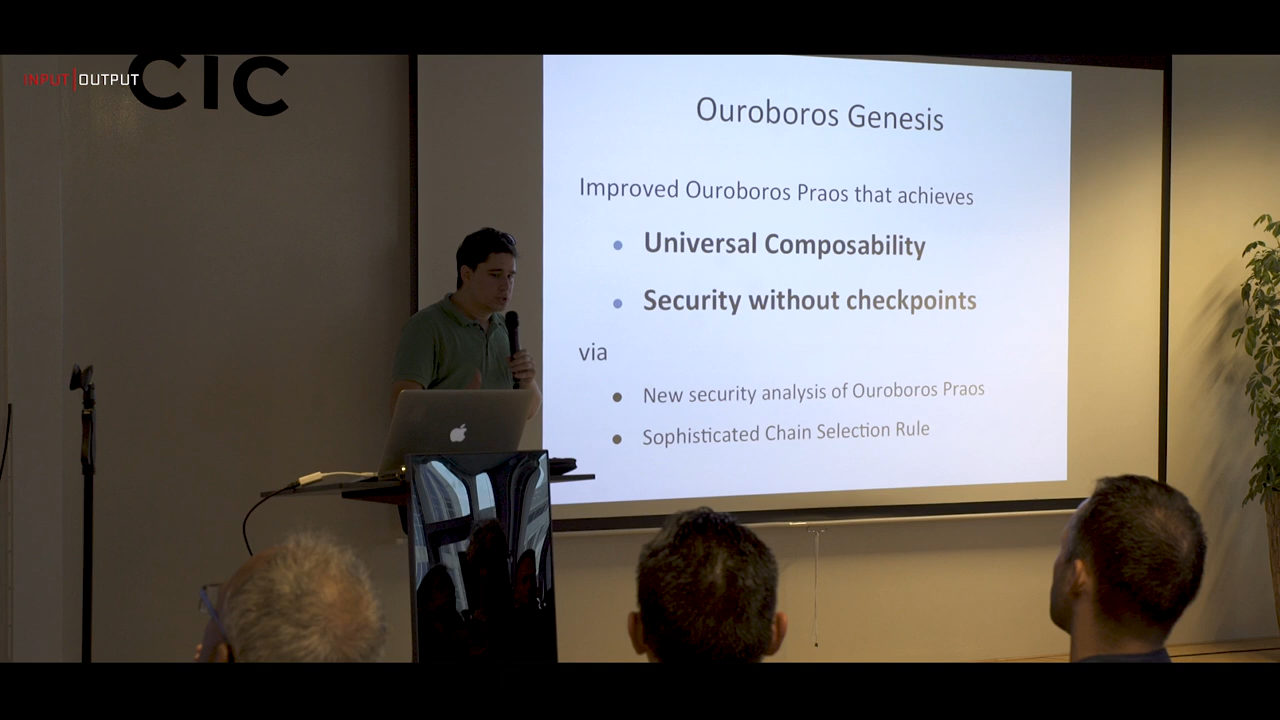 INPUT|OUTPUT
CIC
Ouroboros Genesis
Improved Ouroboros Praos that achieves
• Universal Composability
• Security without checkpoints
via
• New security analysis of Ouroboros Praos
• Sophisticated Chain Selection Rule